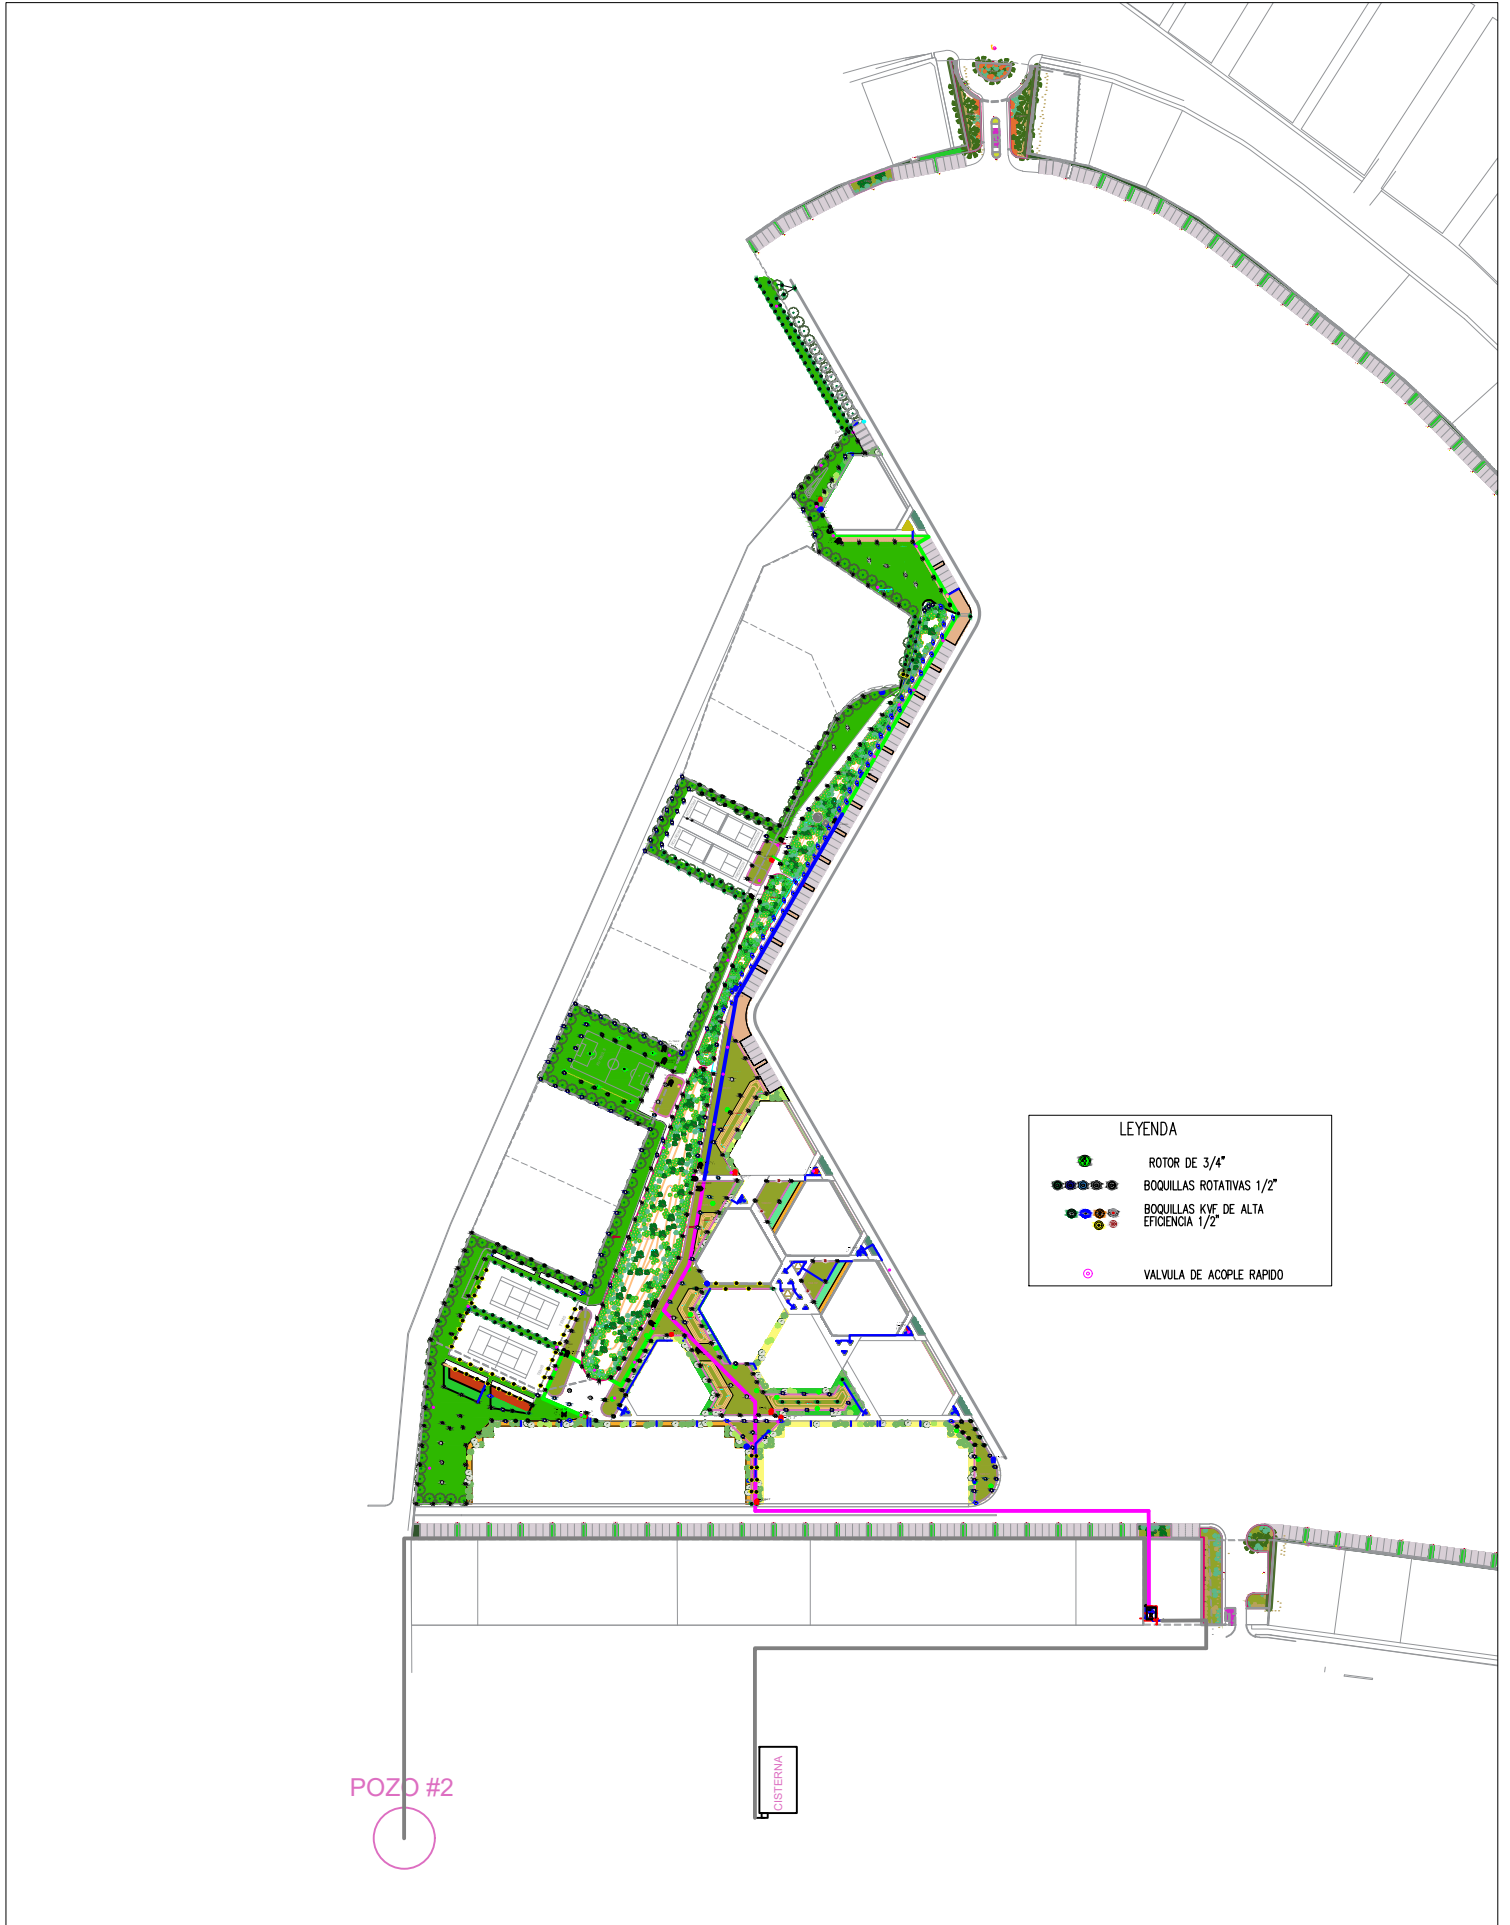 LEYENDA
ROTOR DE 3/4"
BOQUILLAS ROTATIVAS 1/2"
BOQUILLAS KVF DE ALTA
EFICIENCIA 1/2"
VALVULA DE ACOPLE RAPIDO
POZO #2
CISTERNA